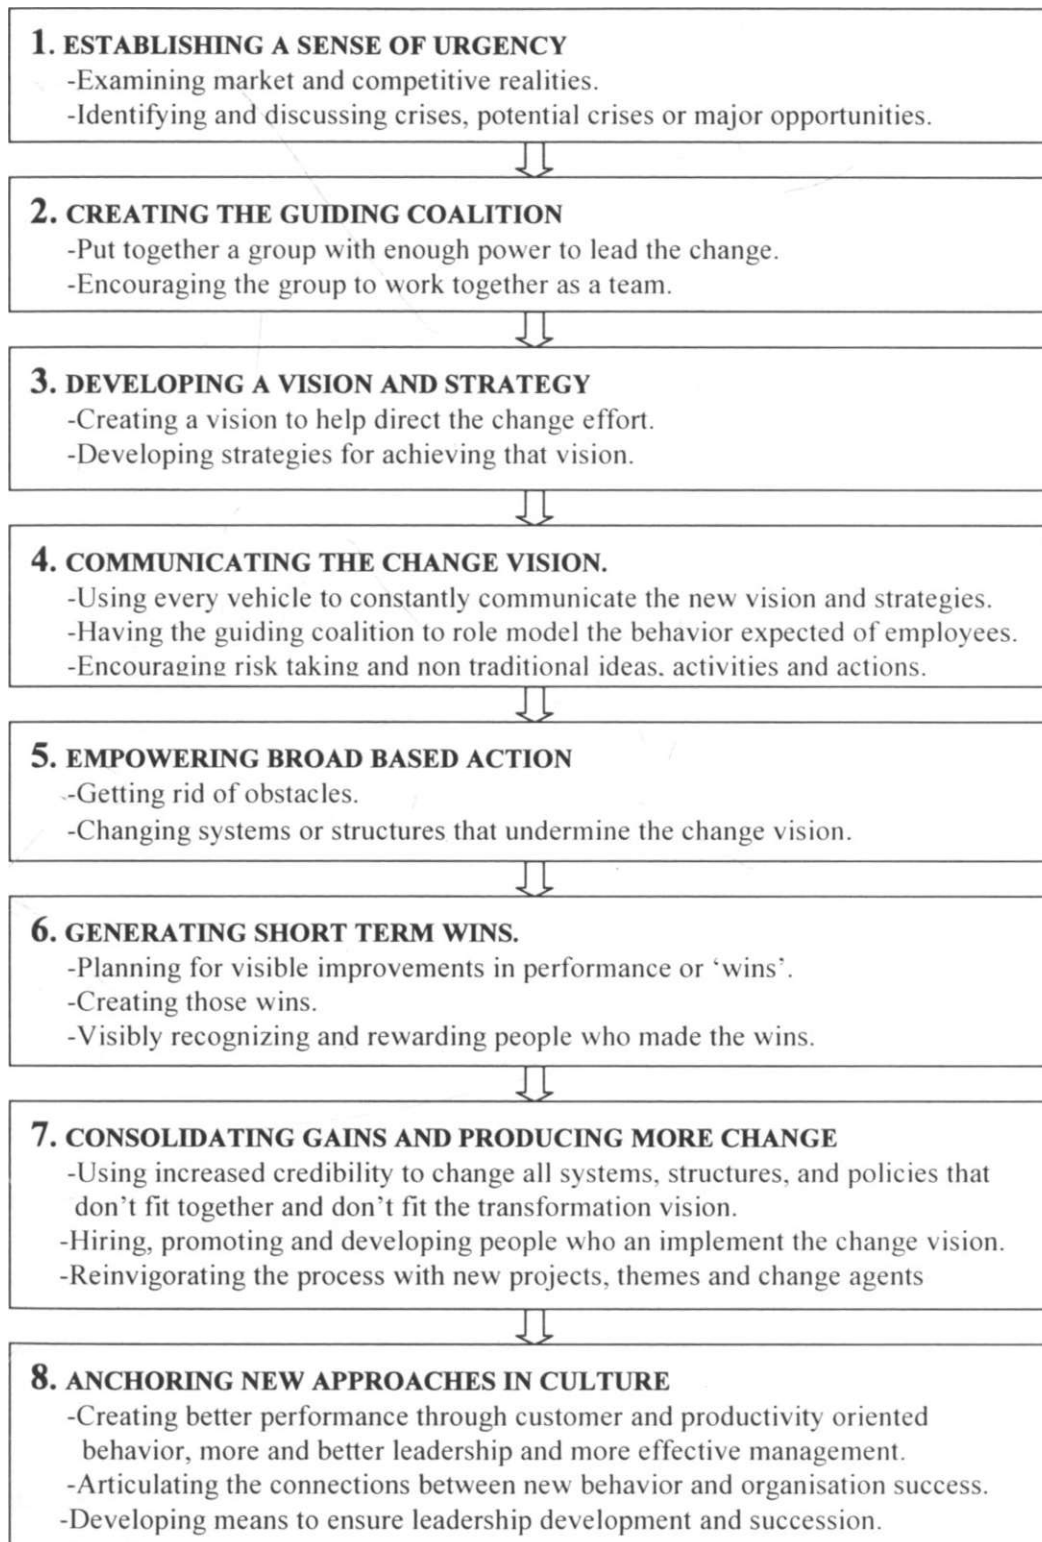 1. ESTABLISHING A SENSE OF URGENCY
-Examining market and competitive realities.
-Identifying and discussing crises, potential crises or major opportunities.
2. CREATING THE GUIDING COALITION
-Put together a group with enough power to lead the change.
-Encouraging the group to work together as a team.
3. DEVELOPING A VISION AND STRATEGY
-Creating a vision to help direct the change effort.
-Developing strategies for achieving that vision.
4. COMMUNICATING THE CHANGE VISION.
-Using every vehicle to constantly communicate the new vision and strategies.
-Having the guiding coalition to role model the behavior expected of employees.
-Encouraging risk taking and non traditional ideas, activities and actions.
5. EMPOWERING BROAD BASED ACTION
-Getting rid of obstacles.
-Changing systems or structures that undermine the change vision.
6. GENERATING SHORT TERM WINS.
-Planning for visible improvements in performance or ‘wins’.
-Creating those wins.
-Visibly recognizing and rewarding people who made the wins.
7. CONSOLIDATING GAINS AND PRODUCING MORE CHANGE
-Using increased credibility to change all systems, structures, and policies that
don’t fit together and don’t fit the transformation vision.
-Hiring, promoting and developing people who an implement the change vision.
-Reinvigorating the process with new projects, themes and change agents
8. ANCHORING NEW APPROACHES IN CULTURE
-Creating better performance through customer and productivity oriented
behavior, more and better leadership and more effective management.
-Articulating the connections between new behavior and organisation success.
-Developing means to ensure leadership development and succession.